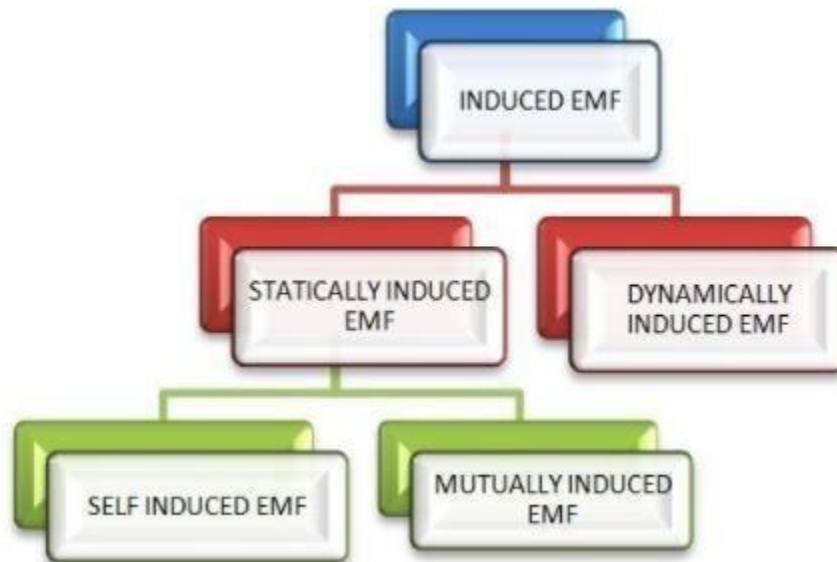 INDUCED EMF
STATICALLY INDUCED
EMF
DYNAMICALLY
INDUCED EMF
SELF INDUCED EMF
MUTUALLY INDUCED
EMF